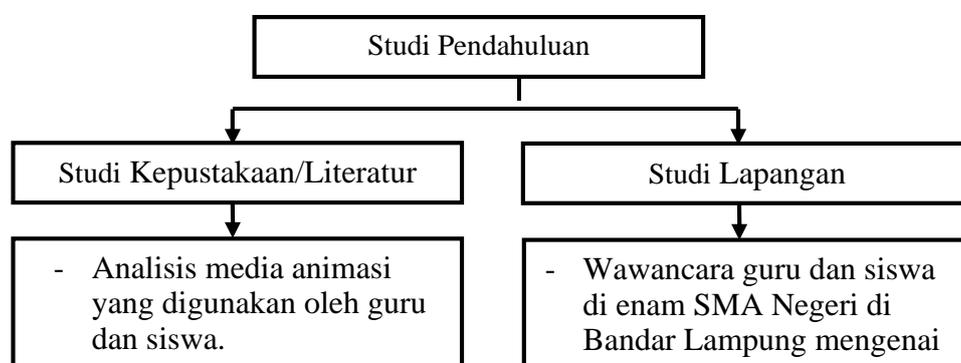 Studi Pendahuluan
Studi Kepustakaan/Literatur
Studi Lapangan
- Analisis media animasi
yang digunakan oleh guru
dan siswa.
- Wawancara guru dan siswa
di enam SMA Negeri di
Bandar Lampung mengenai